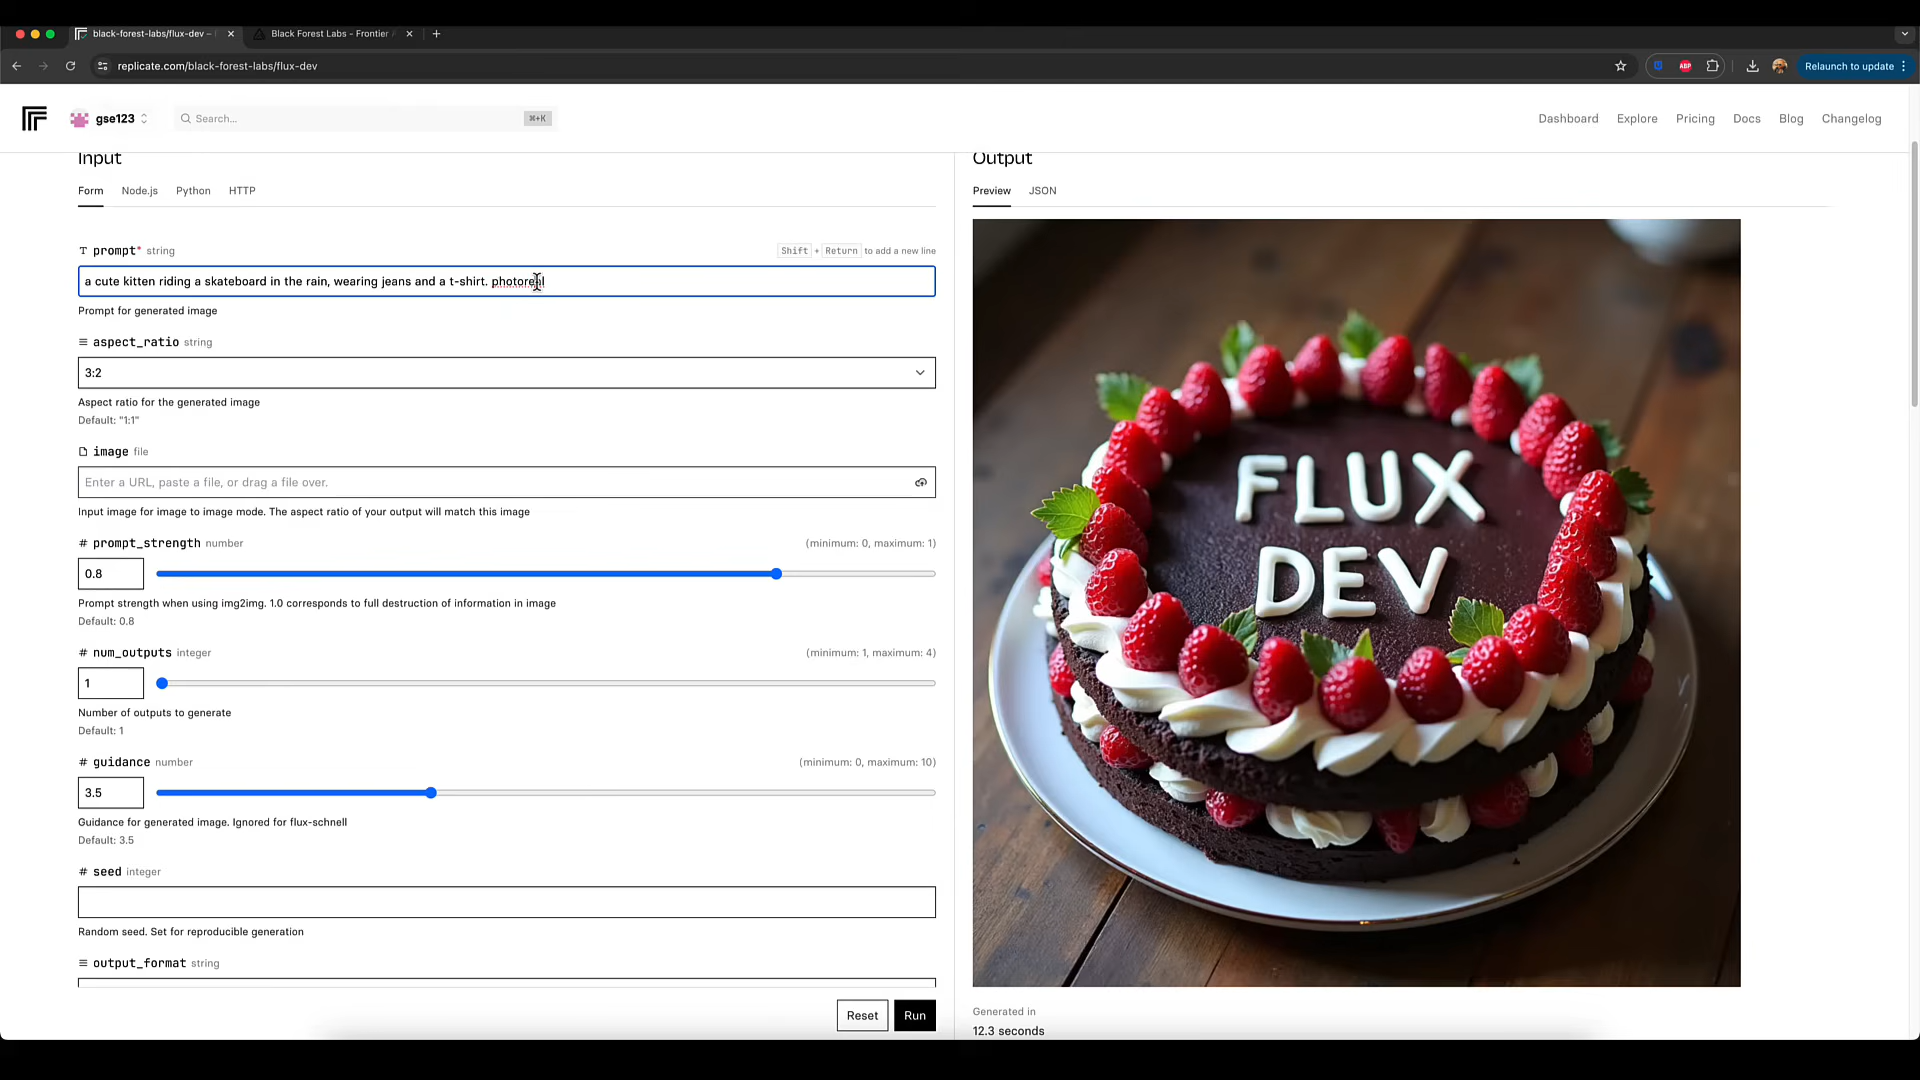 black-forest-labs/flux-dev –
Black Forest Labs - Frontier
replicate.com/black-forest-labs/flux-dev
ABP
Relaunch to update
gse123
Search...
⌘+K
Dashboard
Explore
Pricing
Docs
Blog
Changelog
Input
Form
Node.js
Python
HTTP
prompt* string
Shift + Return to add a new line
a cute kitten riding a skateboard in the rain, wearing jeans and a t-shirt. photoreal
Prompt for generated image
aspect_ratio string
3:2
Aspect ratio for the generated image
Default: "1:1"
image file
Enter a URL, paste a file, or drag a file over.
Input image for image to image mode. The aspect ratio of your output will match this image
# prompt_strength number
(minimum: 0, maximum: 1)
0.8
Prompt strength when using img2img. 1.0 corresponds to full destruction of information in image
Default: 0.8
# num_outputs integer
(minimum: 1, maximum: 4)
1
Number of outputs to generate
Default: 1
# guidance number
(minimum: 0, maximum: 10)
3.5
Guidance for generated image. Ignored for flux-schnell
Default: 3.5
# seed integer
Random seed. Set for reproducible generation
output_format string
Reset
Run
Output
Preview
JSON
FLUX
DEV
Generated in
12.3 seconds